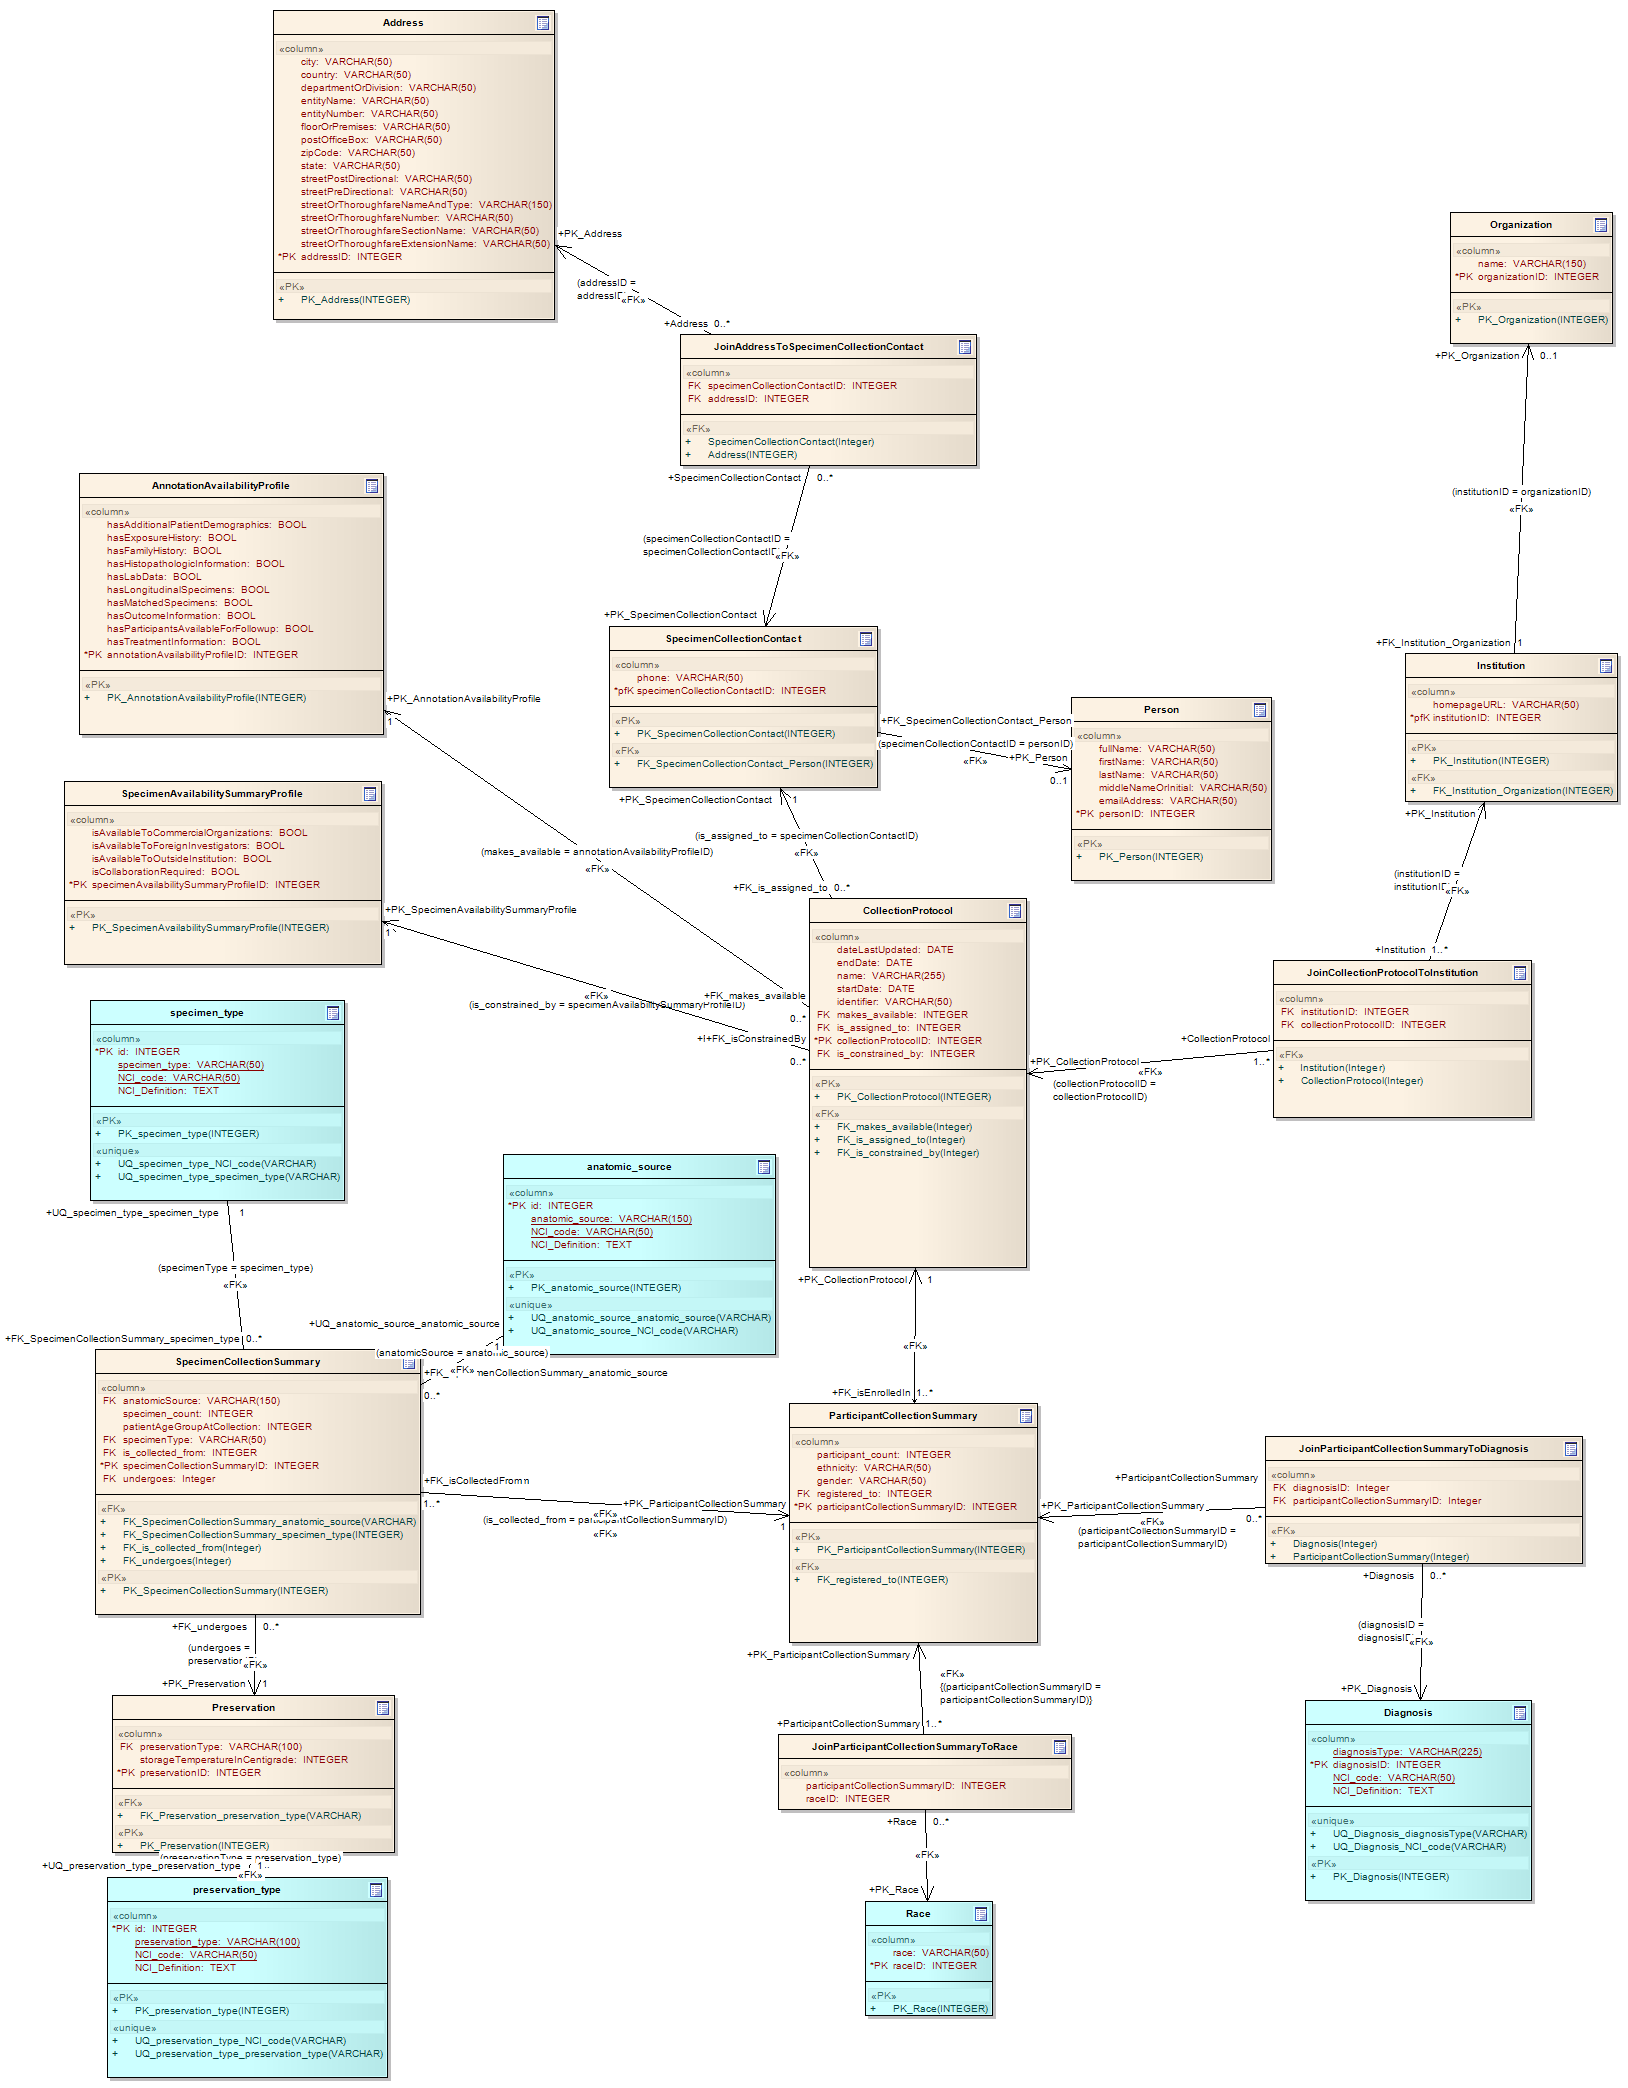 Address
«column»
city: VARCHAR(50)
country: VARCHAR(50)
departmentOrDivision: VARCHAR(50)
entityName: VARCHAR(50)
entityNumber: VARCHAR(50)
floorOrPremises: VARCHAR(50)
postOfficeBox: VARCHAR(50)
zipCode: VARCHAR(50)
state: VARCHAR(50)
streetPostDirectional: VARCHAR(50)
streetPreDirectional: VARCHAR(50)
streetOrThoroughfareNameAndType: VARCHAR(150)
streetOrThoroughfareNumber: VARCHAR(50)
streetOrThoroughfareSectionName: VARCHAR(50)
streetOrThoroughfareExtensionName: VARCHAR(50)
*PK addressID: INTEGER
«PK»
+ PK_Address(INTEGER)
+PK_Address
(addressID =
«FK»
+Address 0..*
JoinAddressToSpecimenCollectionContact
«column»
FK specimenCollectionContactID: INTEGER
FK addressID: INTEGER
«FK»
+ SpecimenCollectionContact(Integer)
+ Address(INTEGER)
+SpecimenCollectionContact 0..*
(specimenCollectionContactID =
«FK»
+PK_SpecimenCollectionContact
Organization
«column»
name: VARCHAR(150)
*PK organizationID: INTEGER
«PK»
+ PK_Organization(INTEGER)
+PK_Organization 0..1
(institutionID = organizationID)
«FK»
+FK_Institution_Organization 1
Institution
«column»
homepageURL: VARCHAR(50)
*pfK institutionID: INTEGER
«PK»
+ PK_Institution(INTEGER)
«FK»
+ FK_Institution_Organization(INTEGER)
+PK_Institution
(institutionID =
«FK»
+Institution 1..*
AnnotationAvailabilityProfile
«column»
hasAdditionalPatientDemographics: BOOL
hasExposureHistory: BOOL
hasFamilyHistory: BOOL
hasHistopathologicInformation: BOOL
hasLabData: BOOL
hasLongitudinalSpecimens: BOOL
hasMatchedSpecimens: BOOL
hasOutcomeInformation: BOOL
hasParticipantsAvailableForFollowup: BOOL
hasTreatmentInformation: BOOL
*PK annotationAvailabilityProfileID: INTEGER
«PK»
+ PK_AnnotationAvailabilityProfile(INTEGER)
+PK_AnnotationAvailabilityProfile
1
(makes_available = annotationAvailabilityProfileID)
«FK»
+FK_makes_available
0..*
SpecimenCollectionContact
«column»
phone: VARCHAR(50)
*pfK specimenCollectionContactID: INTEGER
«PK»
+ PK_SpecimenCollectionContact(INTEGER)
«FK»
+ FK_SpecimenCollectionContact_Person(INTEGER)
+FK_SpecimenCollectionContact_Person
(specimenCollectionContactID = personID)
«FK»
+PK_Person
0..1
Person
«column»
fullName: VARCHAR(50)
firstName: VARCHAR(50)
lastName: VARCHAR(50)
middleNameOrInitial: VARCHAR(50)
emailAddress: VARCHAR(50)
*PK personID: INTEGER
«PK»
+ PK_Person(INTEGER)
+PK_SpecimenCollectionContact 1
(is_assigned_to = specimenCollectionContactID)
«FK»
+FK_is_assigned_to 0..*
SpecimenAvailabilitySummaryProfile
«column»
isAvailableToCommercialOrganizations: BOOL
isAvailableToForeignInvestigators: BOOL
isAvailableToOutsideInstitution: BOOL
isCollaborationRequired: BOOL
*PK specimenAvailabilitySummaryProfileID: INTEGER
«PK»
+ PK_SpecimenAvailabilitySummaryProfile(INTEGER)
+PK_SpecimenAvailabilitySummaryProfile
1
«FK»
(is_constrained_by = specimenAvailabilitySummaryProfileID)
+FK_isConstrainedBy
0..*
CollectionProtocol
«column»
dateLastUpdated: DATE
endDate: DATE
name: VARCHAR(255)
startDate: DATE
identifier: VARCHAR(50)
FK makes_available: INTEGER
FK is_assigned_to: INTEGER
*PK collectionProtocolID: INTEGER
FK is_constrained_by: INTEGER
«PK»
+ PK_CollectionProtocol(INTEGER)
«FK»
+ FK_makes_available(Integer)
+ FK_is_assigned_to(Integer)
+ FK_is_constrained_by(Integer)
JoinCollectionProtocolToInstitution
«column»
FK institutionID: INTEGER
FK collectionProtocolID: INTEGER
«FK»
+ Institution(Integer)
+ CollectionProtocol(Integer)
+CollectionProtocol
1..*
+PK_CollectionProtocol
«FK»
(collectionProtocolID =
collectionProtocolID)
specimen_type
«column»
*PK id: INTEGER
specimen_type: VARCHAR(50)
NCI_code: VARCHAR(50)
NCI_Definition: TEXT
«PK»
+ PK_specimen_type(INTEGER)
«unique»
+ UQ_specimen_type_NCI_code(VARCHAR)
+ UQ_specimen_type_specimen_type(VARCHAR)
+UQ_specimen_type_specimen_type 1
(specimenType = specimen_type)
«FK»
+FK_SpecimenCollectionSummary_specimen_type 0..*
anatomic_source
«column»
*PK id: INTEGER
anatomic_source: VARCHAR(150)
NCI_code: VARCHAR(50)
NCI_Definition: TEXT
«PK»
+ PK_anatomic_source(INTEGER)
«unique»
+ UQ_anatomic_source_anatomic_source(VARCHAR)
+ UQ_anatomic_source_NCI_code(VARCHAR)
+UQ_anatomic_source_anatomic_source
1
(anatomicSource = anatomic_source)
«FK»
0..*
+PK_CollectionProtocol 1
«FK»
+FK_isEnrolledIn 1..*
SpecimenCollectionSummary
«column»
FK anatomicSource: VARCHAR(150)
specimen_count: INTEGER
patientAgeGroupAtCollection: INTEGER
FK specimenType: VARCHAR(50)
FK is_collected_from: INTEGER
*PK specimenCollectionSummaryID: INTEGER
FK undergoes: Integer
«FK»
+ FK_SpecimenCollectionSummary_anatomic_source(VARCHAR)
+ FK_SpecimenCollectionSummary_specimen_type(INTEGER)
+ FK_is_collected_from(Integer)
+ FK_undergoes(Integer)
«PK»
+ PK_SpecimenCollectionSummary(INTEGER)
1..*
+PK_ParticipantCollectionSummary
«FK»
(is_collected_from = participantCollectionSummaryID)
«FK»
1
ParticipantCollectionSummary
«column»
participant_count: INTEGER
ethnicity: VARCHAR(50)
gender: VARCHAR(50)
FK registered_to: INTEGER
*PK participantCollectionSummaryID: INTEGER
«PK»
+ PK_ParticipantCollectionSummary(INTEGER)
«FK»
+ FK_registered_to(INTEGER)
JoinParticipantCollectionSummaryToDiagnosis
«column»
FK diagnosisID: Integer
FK participantCollectionSummaryID: Integer
«FK»
+ Diagnosis(Integer)
+ ParticipantCollectionSummary(Integer)
+ParticipantCollectionSummary
0..*
+PK_ParticipantCollectionSummary
«FK»
(participantCollectionSummaryID =
participantCollectionSummaryID)
+Diagnosis 0..*
(diagnosisID =
«FK»
+PK_Diagnosis
+FK_undergoes 0..*
(undergoes =
«FK»
+PK_Preservation 1
Preservation
«column»
FK preservationType: VARCHAR(100)
storageTemperatureInCentigrade: INTEGER
*PK preservationID: INTEGER
«FK»
+ FK_Preservation_preservation_type(VARCHAR)
«PK»
+ PK_Preservation(INTEGER)
(preservationType = preservation_type)
+UQ_preservation_type_preservation_type
«FK»
preservation_type
«column»
*PK id: INTEGER
preservation_type: VARCHAR(100)
NCI_code: VARCHAR(50)
NCI_Definition: TEXT
«PK»
+ PK_preservation_type(INTEGER)
«unique»
+ UQ_preservation_type_NCI_code(VARCHAR)
+ UQ_preservation_type_preservation_type(VARCHAR)
+PK_ParticipantCollectionSummary
«FK»
{(participantCollectionSummaryID =
participantCollectionSummaryID)}
+ParticipantCollectionSummary 1..*
JoinParticipantCollectionSummaryToRace
«column»
participantCollectionSummaryID: INTEGER
raceID: INTEGER
+Race 0..*
«FK»
+PK_Race
Race
«column»
race: VARCHAR(50)
*PK raceID: INTEGER
«PK»
+ PK_Race(INTEGER)
Diagnosis
«column»
diagnosisType: VARCHAR(225)
*PK diagnosisID: INTEGER
NCI_code: VARCHAR(50)
NCI_Definition: TEXT
«unique»
+ UQ_Diagnosis_diagnosisType(VARCHAR)
+ UQ_Diagnosis_NCI_code(VARCHAR)
«PK»
+ PK_Diagnosis(INTEGER)